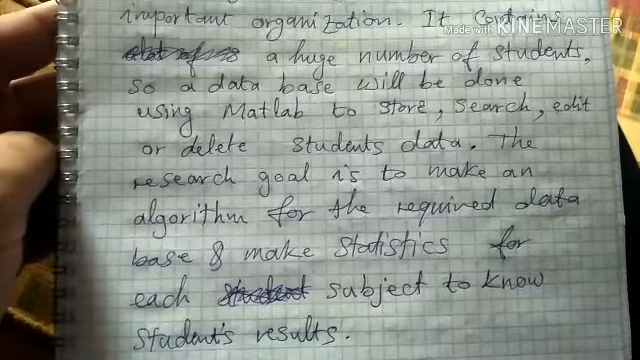 important organization. It contains
a huge number of students,
so a data base will be done
using Matlab to store, search, edit
or delete students data. The
research goal is to make an
algorithm for the required data
base & make statistics for
each subject to know
student's results.
Made with KINEMASTER